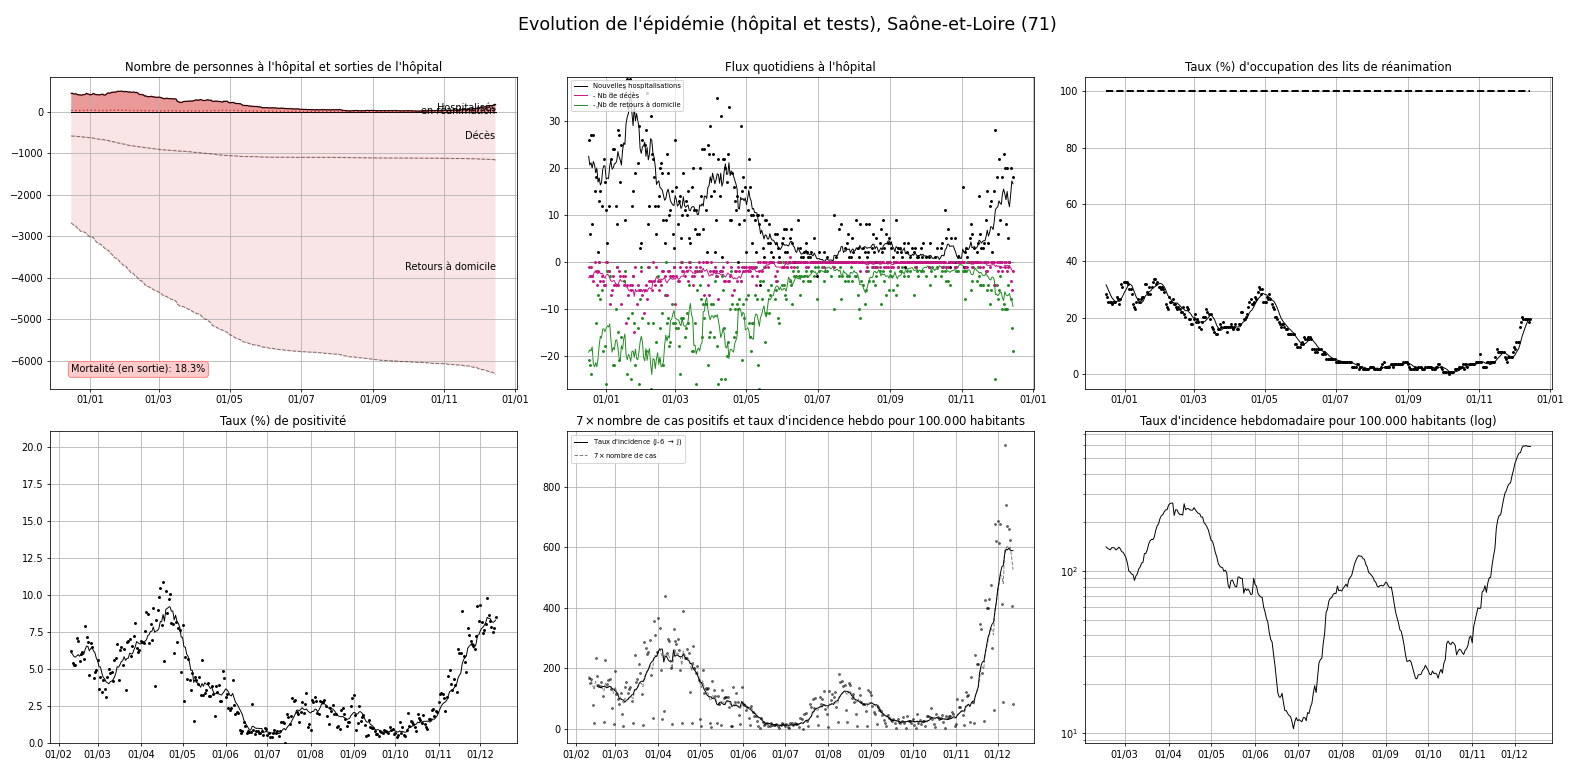 Evolution de l'épidémie (hôpital et tests), Saône-et-Loire (71)
Nombre de personnes à l'hôpital et sorties de l'hôpital
0
−1000
−2000
−3000
−4000
−5000
−6000
Hospitalisés
en réanimation
Décès
Retours à domicile
Mortalité (en sortie): 18.3%
01/01 01/03 01/05 01/07 01/09 01/11 01/01
Flux quotidiens à l'hôpital
Nouvelles hospitalisations
- Nb de décès
- Nb de retours à domicile
30
20
10
0
−10
−20
01/01 01/03 01/05 01/07 01/09 01/11 01/01
Taux (%) d'occupation des lits de réanimation
100
80
60
40
20
0
01/01 01/03 01/05 01/07 01/09 01/11 01/01
Taux (%) de positivité
20.0
17.5
15.0
12.5
10.0
7.5
5.0
2.5
0.0
01/02 01/03 01/04 01/05 01/06 01/07 01/08 01/09 01/10 01/11 01/12
7 × nombre de cas positifs et taux d'incidence hebdo pour 100.000 habitants
Taux d'incidence (j-6 → j)
7 × nombre de cas
800
600
400
200
0
01/02 01/03 01/04 01/05 01/06 01/07 01/08 01/09 01/10 01/11 01/12
Taux d'incidence hebdomadaire pour 100.000 habitants (log)
10²
10¹
01/03 01/04 01/05 01/06 01/07 01/08 01/09 01/10 01/11 01/12